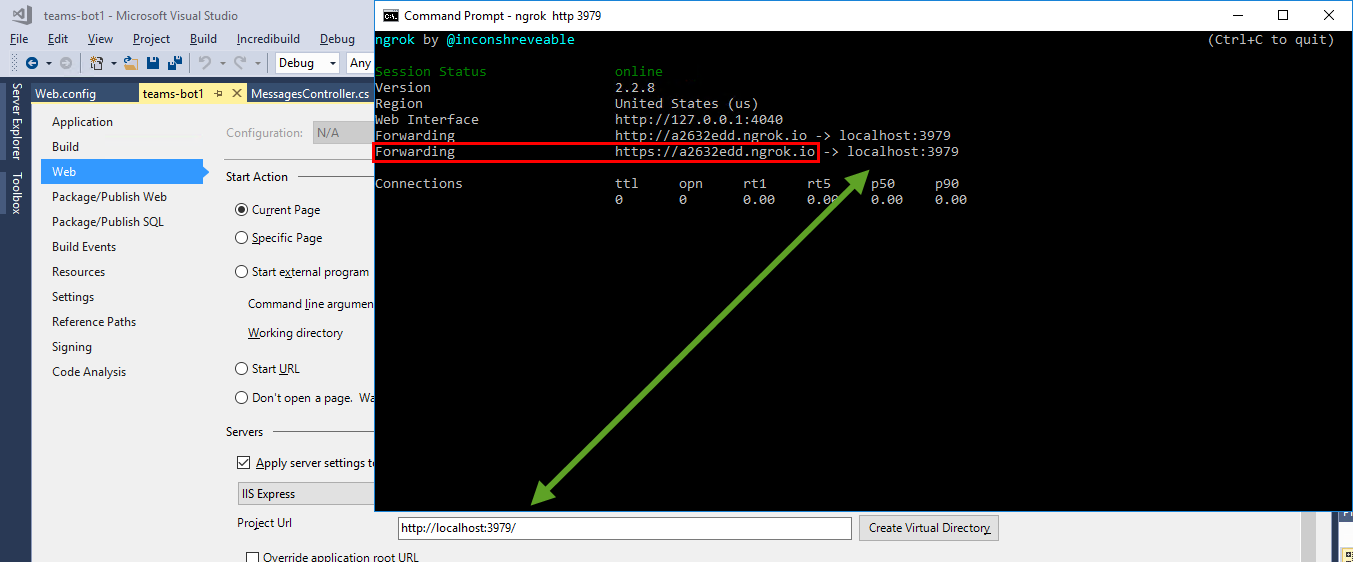 teams-bot1 - Microsoft Visual Studio
File Edit View Project Build Incredibuild Debug
Debug Any
Server Explorer
Toolbox
Web.config teams-bot1 MessagesController.cs
Application
Build
Web
Package/Publish Web
Package/Publish SQL
Build Events
Resources
Settings
Reference Paths
Signing
Code Analysis
Configuration: N/A
Start Action
Current Page
Specific Page
Start external program
Command line argumen
Working directory
Start URL
Don't open a page. Wa
Servers
Apply server settings to
IIS Express
Project Url http://localhost:3979/ Create Virtual Directory
Override application root URL
Command Prompt - ngrok http 3979
ngrok by @inconshreveable (Ctrl+C to quit)
Session Status online
Version 2.2.8
Region United States (us)
Web Interface http://127.0.0.1:4040
Forwarding http://a2632edd.ngrok.io -> localhost:3979
Forwarding https://a2632edd.ngrok.io -> localhost:3979
Connections ttl opn rt1 rt5 p50 p90
0 0 0.00 0.00 0.00 0.00